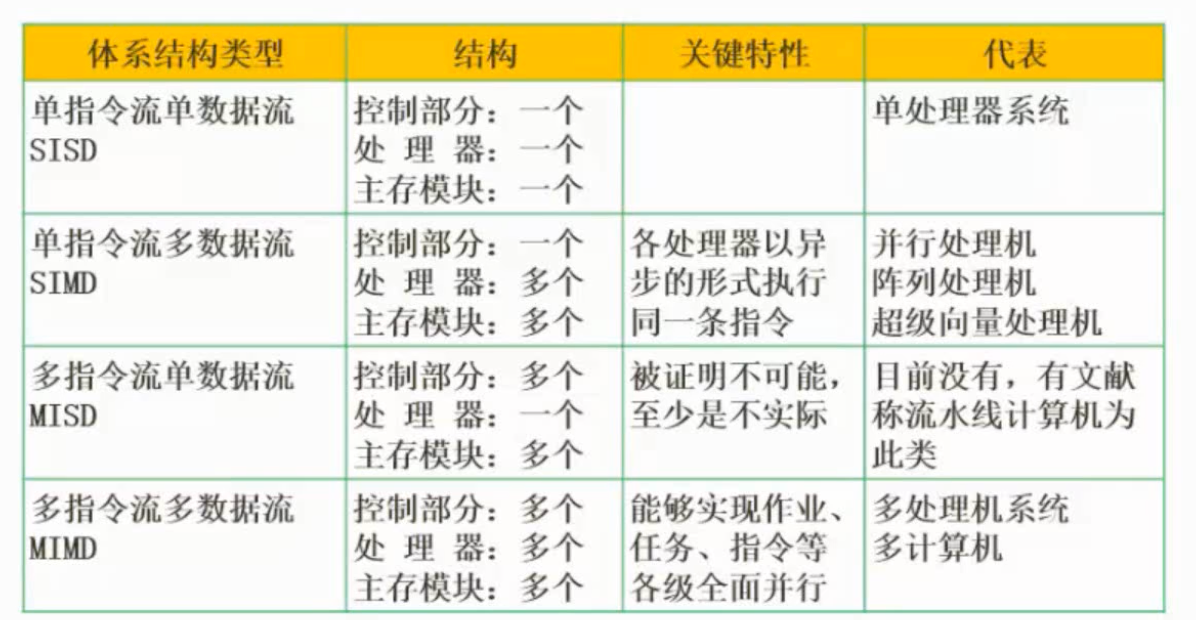 体系结构类型 结构 关键特性 代表
单指令流单数据流
SISD
控制部分：一个
处 理 器：一个
主存模块：一个
单处理器系统
单指令流多数据流
SIMD
控制部分：一个
处 理 器：多个
主存模块：多个
各处理器以异
步的形式执行
同一条指令
并行处理机
阵列处理机
超级向量处理机
多指令流单数据流
MISD
控制部分：多个
处 理 器：一个
主存模块：多个
被证明不可能，
至少是不实际
目前没有，有文献
称流水线计算机为
此类
多指令流多数据流
MIMD
控制部分：多个
处 理 器：多个
主存模块：多个
能够实现作业、
任务、指令等
各级全面并行
多处理机系统
多计算机